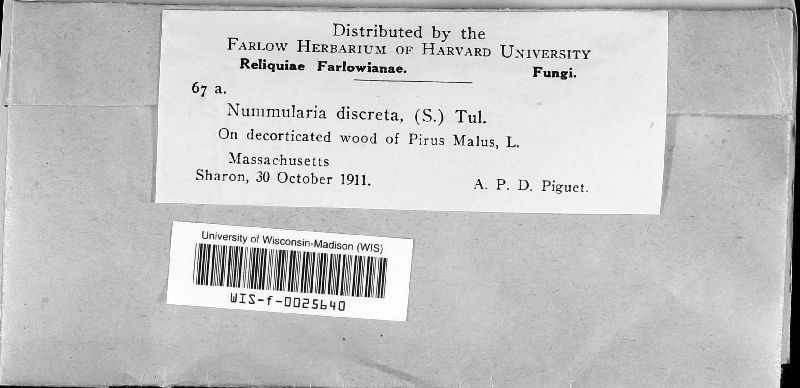 Distributed by the
Farlow Herbarium of Harvard University
Reliquiae Farlowianae. Fungi.
67 a.
Nummularia discreta, (S.) Tul.
On decorticated wood of Pirus Malus, L.
Massachusetts
Sharon, 30 October 1911. A. P. D. Piguet.
University of Wisconsin-Madison (WIS)
WIS-f-0025640